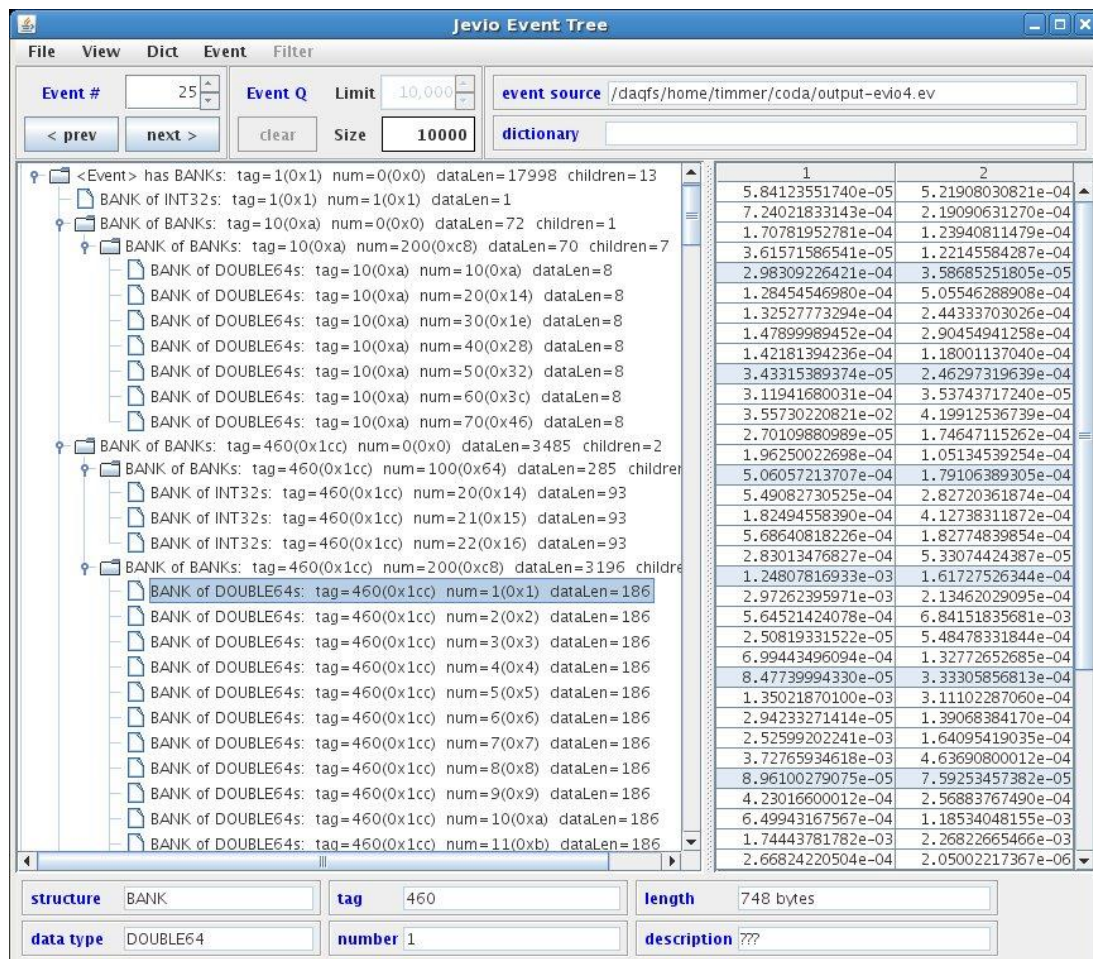 Jevio Event Tree
File View Dict Event Filter
Event # 25 Event Q Limit 10,000 event source /daqfs/home/timmer/coda/output-evio4.ev
< prev next > clear Size 10000 dictionary
<Event> has BANKs: tag=1(0x1) num=0(0x0) dataLen=17998 children=13
BANK of INT32s: tag=1(0x1) num=1(0x1) dataLen=1
BANK of BANKs: tag=10(0xa) num=0(0x0) dataLen=72 children=1
BANK of BANKs: tag=10(0xa) num=200(0xc8) dataLen=70 children=7
BANK of DOUBLE64s: tag=10(0xa) num=10(0xa) dataLen=8
BANK of DOUBLE64s: tag=10(0xa) num=20(0x14) dataLen=8
BANK of DOUBLE64s: tag=10(0xa) num=30(0x1e) dataLen=8
BANK of DOUBLE64s: tag=10(0xa) num=40(0x28) dataLen=8
BANK of DOUBLE64s: tag=10(0xa) num=50(0x32) dataLen=8
BANK of DOUBLE64s: tag=10(0xa) num=60(0x3c) dataLen=8
BANK of DOUBLE64s: tag=10(0xa) num=70(0x46) dataLen=8
BANK of BANKs: tag=460(0x1cc) num=0(0x0) dataLen=3485 children=2
BANK of BANKs: tag=460(0x1cc) num=100(0x64) dataLen=285 childrer
BANK of INT32s: tag=460(0x1cc) num=20(0x14) dataLen=93
BANK of INT32s: tag=460(0x1cc) num=21(0x15) dataLen=93
BANK of INT32s: tag=460(0x1cc) num=22(0x16) dataLen=93
BANK of BANKs: tag=460(0x1cc) num=200(0xc8) dataLen=3196 childre
BANK of DOUBLE64s: tag=460(0x1cc) num=1(0x1) dataLen=186
BANK of DOUBLE64s: tag=460(0x1cc) num=2(0x2) dataLen=186
BANK of DOUBLE64s: tag=460(0x1cc) num=3(0x3) dataLen=186
BANK of DOUBLE64s: tag=460(0x1cc) num=4(0x4) dataLen=186
BANK of DOUBLE64s: tag=460(0x1cc) num=5(0x5) dataLen=186
BANK of DOUBLE64s: tag=460(0x1cc) num=6(0x6) dataLen=186
BANK of DOUBLE64s: tag=460(0x1cc) num=7(0x7) dataLen=186
BANK of DOUBLE64s: tag=460(0x1cc) num=8(0x8) dataLen=186
BANK of DOUBLE64s: tag=460(0x1cc) num=9(0x9) dataLen=186
BANK of DOUBLE64s: tag=460(0x1cc) num=10(0xa) dataLen=186
BANK of DOUBLE64s: tag=460(0x1cc) num=11(0xb) dataLen=186
1 2
5.84123551740e-05 5.21908030821e-04
7.24021833143e-04 2.19090631270e-04
1.70781952781e-04 1.23940811479e-04
3.61571586541e-05 1.22145584287e-04
2.98309226421e-04 3.58685251805e-05
1.28454546980e-04 5.05546288908e-04
1.32527773294e-04 2.44333703026e-04
1.47899989452e-04 2.90454941258e-04
1.42181394236e-04 1.18001137040e-04
3.43315389374e-05 2.46297319639e-04
3.11941680031e-04 3.53743717240e-05
3.55730220821e-02 4.19912536739e-04
2.70109880989e-05 1.74647115262e-04
1.96250022698e-04 1.05134539254e-04
5.06057213707e-04 1.79106389305e-04
5.49082730525e-04 2.82720361874e-04
1.82494558390e-04 4.12738311872e-04
5.68640818226e-04 1.82774839854e-04
2.83013476827e-04 5.33074424387e-05
1.24807816933e-03 1.61727526344e-04
2.97262395971e-03 2.13462029095e-04
5.64521424078e-04 6.84151835681e-03
2.50819331522e-05 5.48478331844e-04
6.99443496094e-04 1.32772652685e-04
8.47739994330e-05 3.33305856813e-04
1.35021870100e-03 3.11102287060e-04
2.94233271414e-05 1.39068384170e-04
2.52599202241e-03 1.64095419035e-04
3.72765934618e-03 4.63690800012e-04
8.96100279075e-05 7.59253457382e-05
4.23016600012e-04 2.56883767490e-04
6.49943167567e-04 1.18534048155e-03
1.74443781782e-03 2.26822665466e-03
2.66824220504e-04 2.05002217367e-06
structure BANK tag 460 length 748 bytes
data type DOUBLE64 number 1 description ???